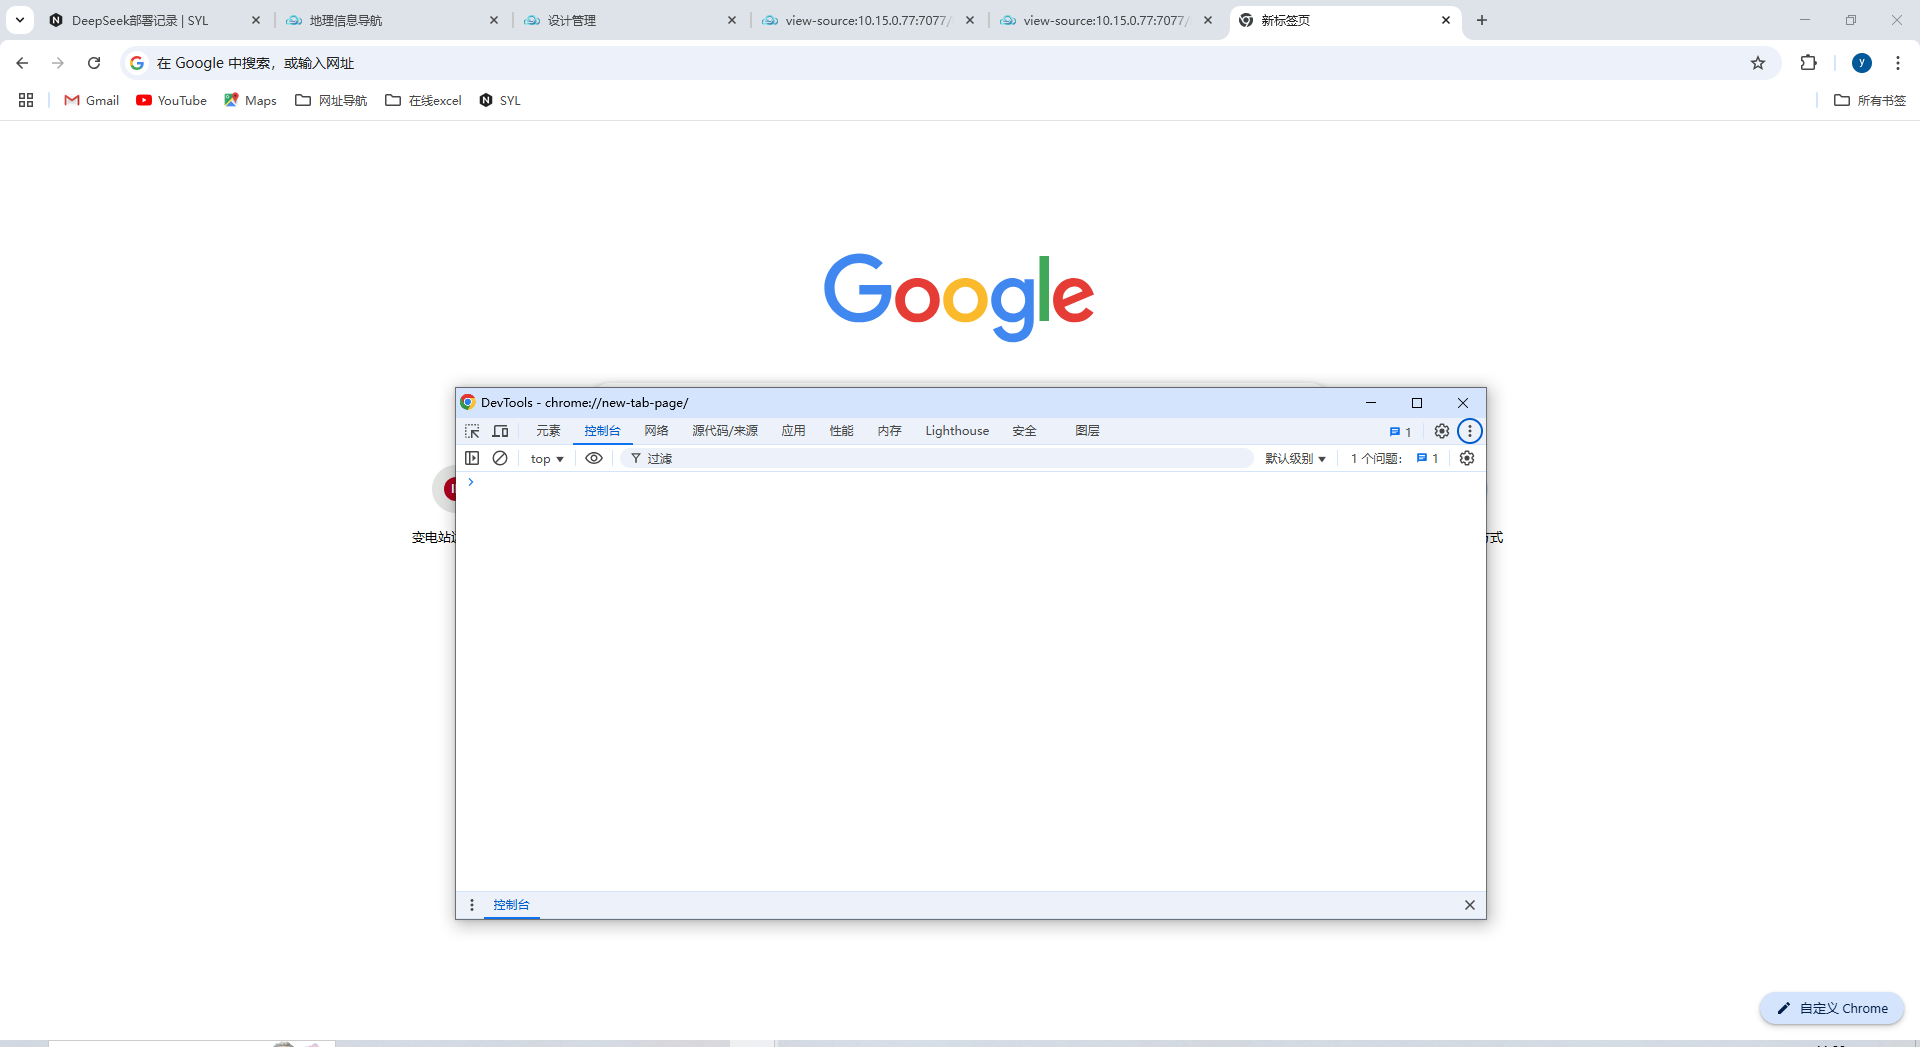 DeepSeek部署记录 | SYL
地理信息导航
设计管理
view-source:10.15.0.77:7077/
view-source:10.15.0.77:7077/
新标签页
在 Google 中搜索，或输入网址
y
Gmail
YouTube
Maps
网址导航
在线excel
SYL
所有书签
Google
DevTools - chrome://new-tab-page/
元素
控制台
网络
源代码/来源
应用
性能
内存
Lighthouse
安全
图层
1
top
过滤
默认级别
1 个问题：
1
变电站
式
控制台
自定义 Chrome